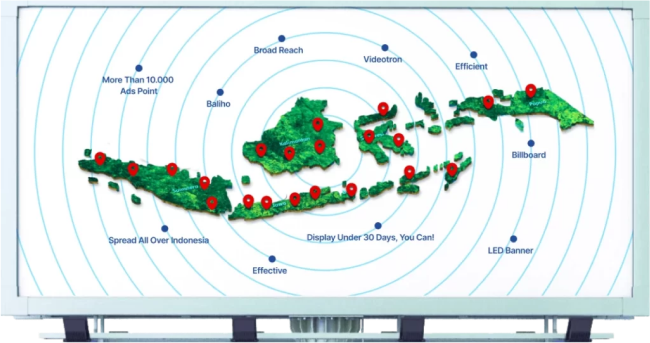 Broad Reach
Videotron
Efficient
More Than 10.000
Ads Point
Baliho
Billboard
Spread All Over Indonesia
Display Under 30 Days, You Can!
LED Banner
Effective